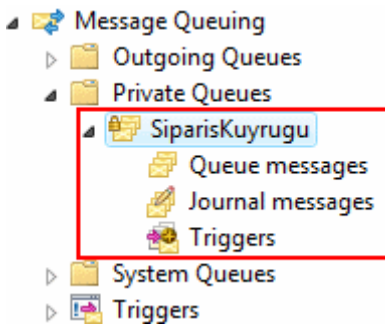 Message Queuing
Outgoing Queues
Private Queues
SiparisKuyrugu
Queue messages
Journal messages
Triggers
System Queues
Triggers